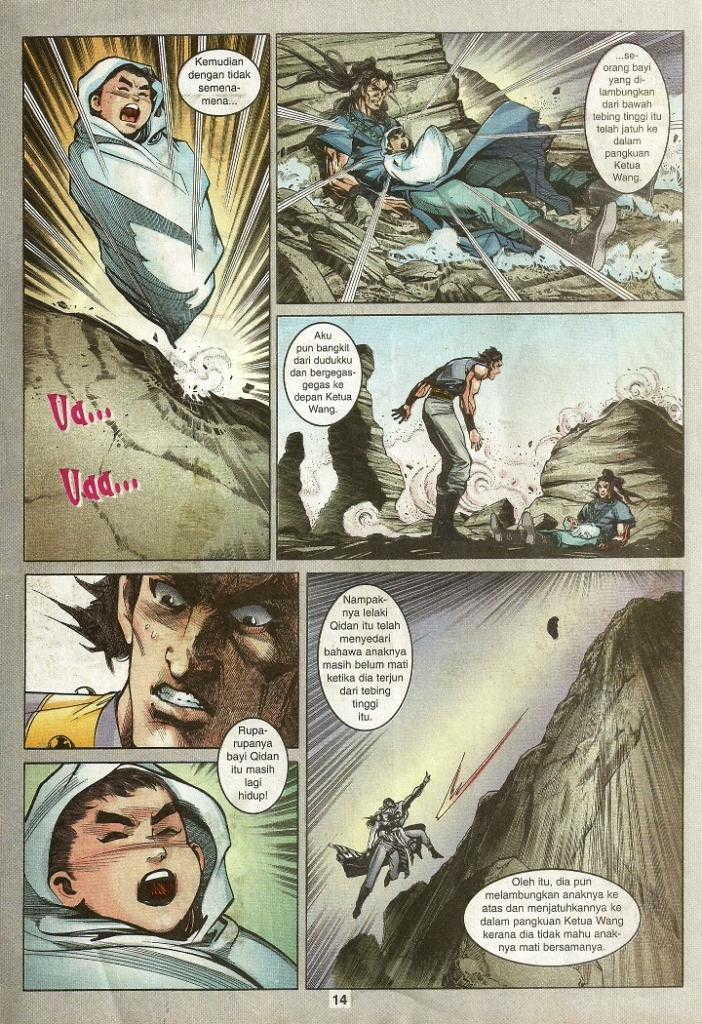 Kemudian
dengan tidak
semena-
mena...
...se-
orang bayi
yang di-
lambungkan
dari bawah
tebing tinggi itu
telah jatuh ke
dalam
pangkuan
Ketua
Wang.
Ua...
Uaa...
Aku
pun bangkit
dari dudukku
dan bergegas-
gegas ke
depan Ketua
Wang.
Rupa-
rupanya
bayi Qidan
itu masih
lagi
hidup!
Nampak-
nya lelaki
Qidan itu telah
menyedari
bahawa anaknya
masih belum mati
ketika dia terjun
dari tebing
tinggi
itu.
Oleh itu, dia pun
melambungkan anaknya ke
atas dan menjatuhkannya ke
dalam pangkuan Ketua Wang
kerana dia tidak mahu anak-
nya mati bersamanya.
14